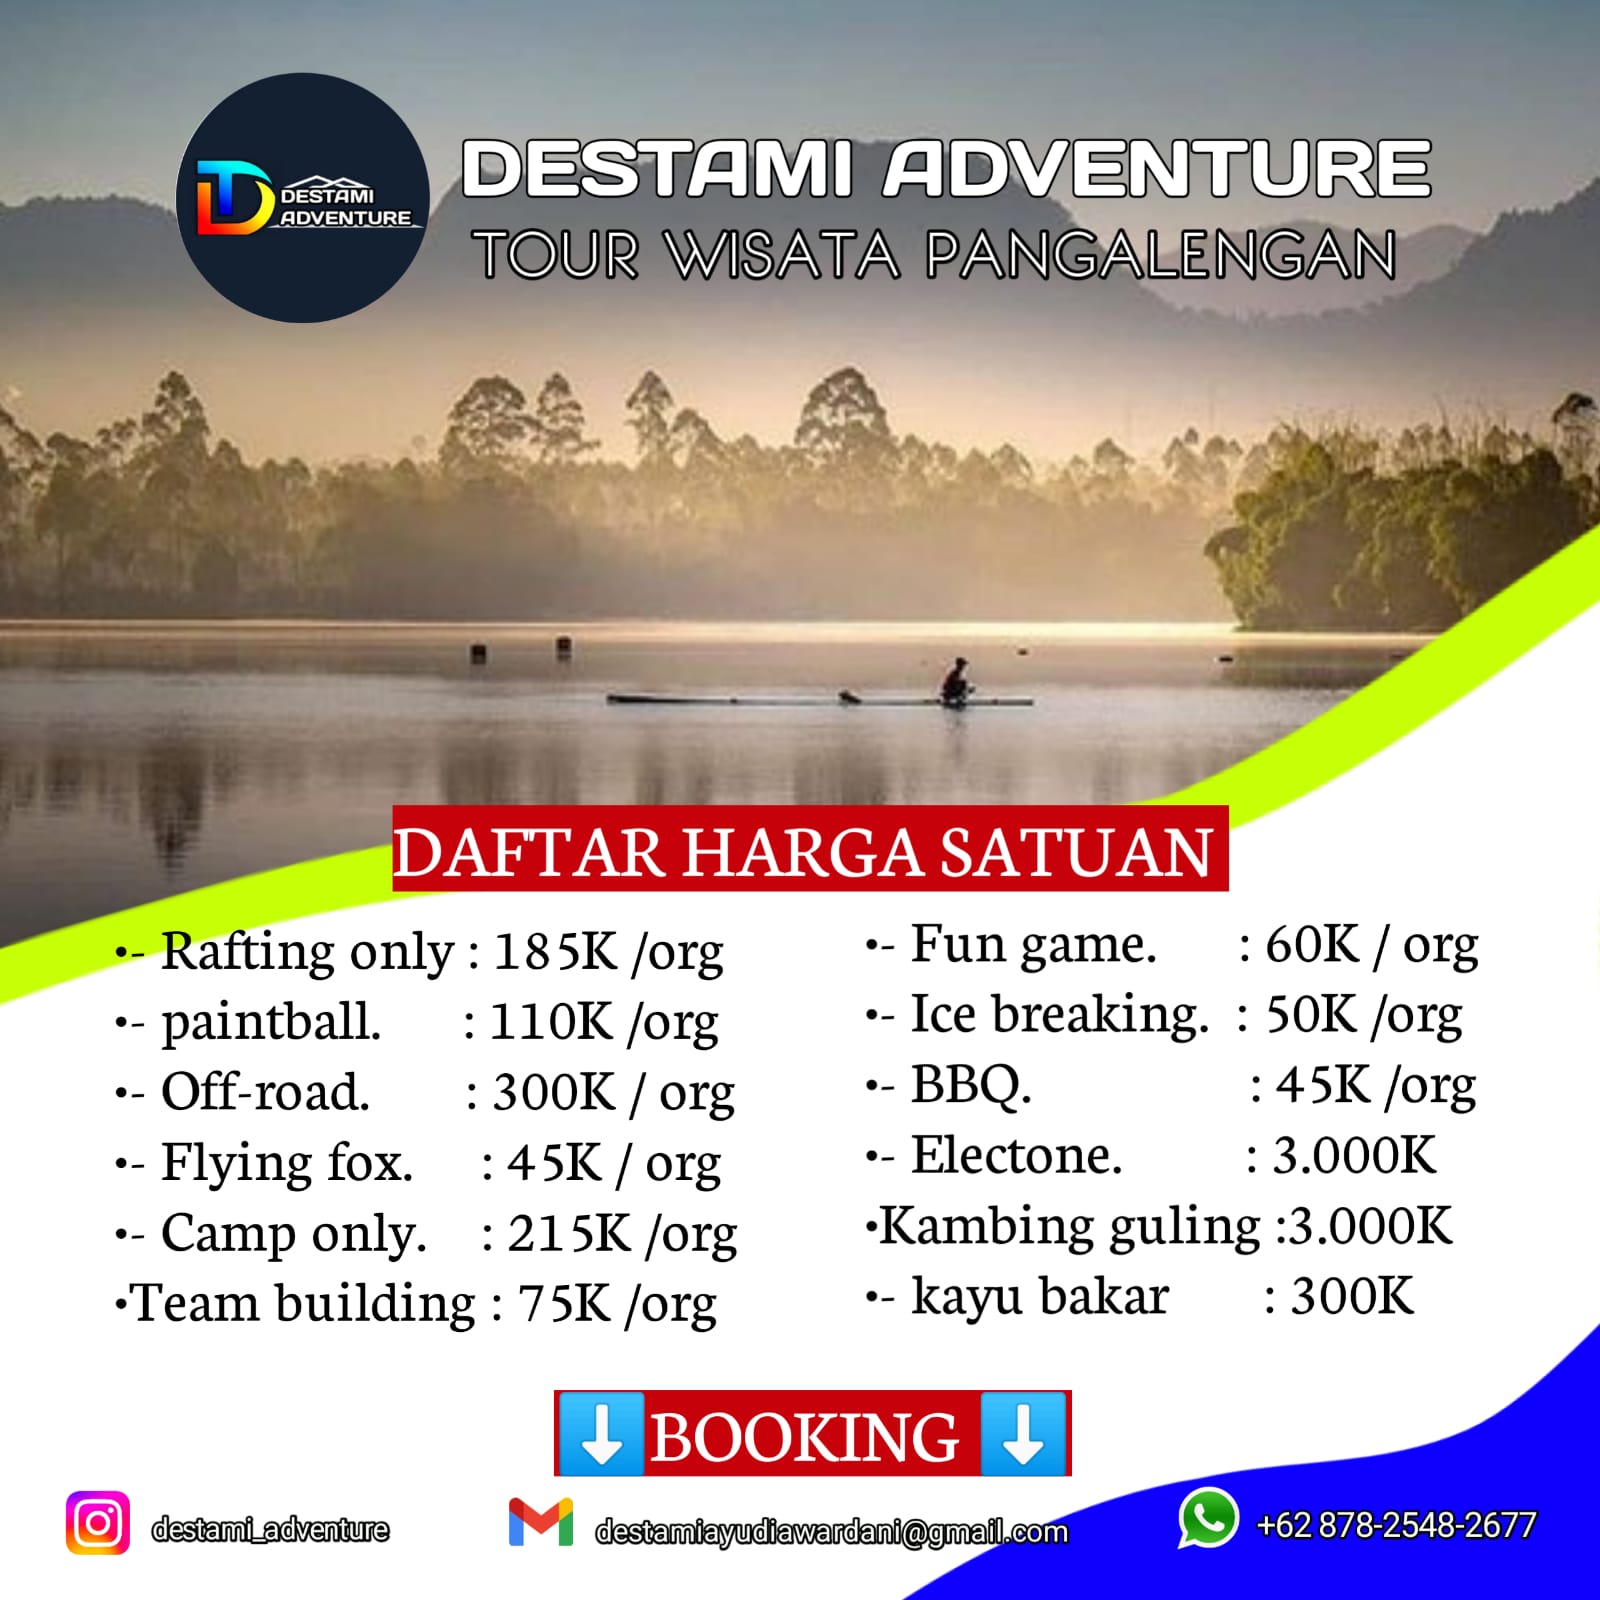 DESTAMI
ADVENTURE
DESTAMI ADVENTURE
TOUR WISATA PANGALENGAN
DAFTAR HARGA SATUAN
•- Rafting only : 185K /org
•- paintball. : 110K /org
•- Off-road. : 300K / org
•- Flying fox. : 45K / org
•- Camp only. : 215K /org
•Team building : 75K /org
•- Fun game. : 60K / org
•- Ice breaking. : 50K /org
•- BBQ. : 45K /org
•- Electone. : 3.000K
•Kambing guling :3.000K
•- kayu bakar : 300K
⬇️BOOKING ⬇️
destami_adventure
destamiayudiawardani@gmail.com
+62 878-2548-2677